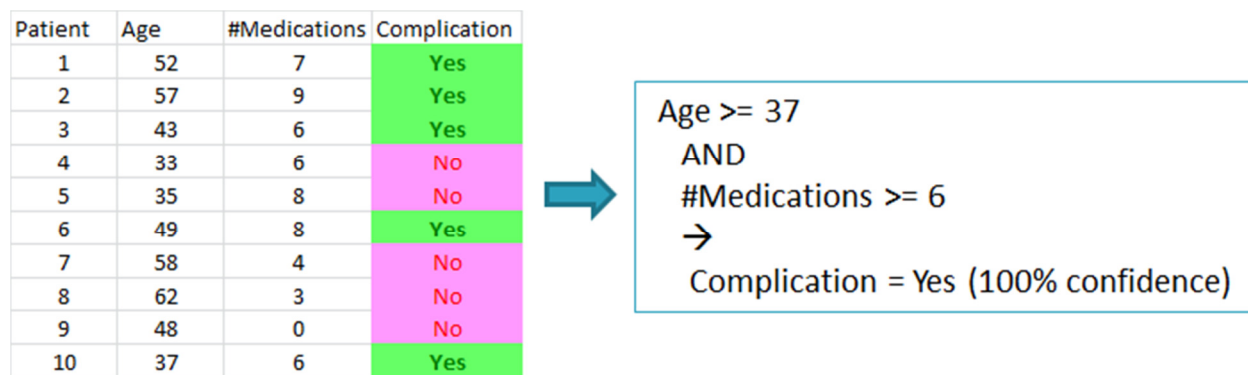 Patient Age #Medications Complication
1 52 7 Yes
2 57 9 Yes
3 43 6 Yes
4 33 6 No
5 35 8 No
6 49 8 Yes
7 58 4 No
8 62 3 No
9 48 0 No
10 37 6 Yes
Age >= 37
AND
#Medications >= 6
→
Complication = Yes (100% confidence)